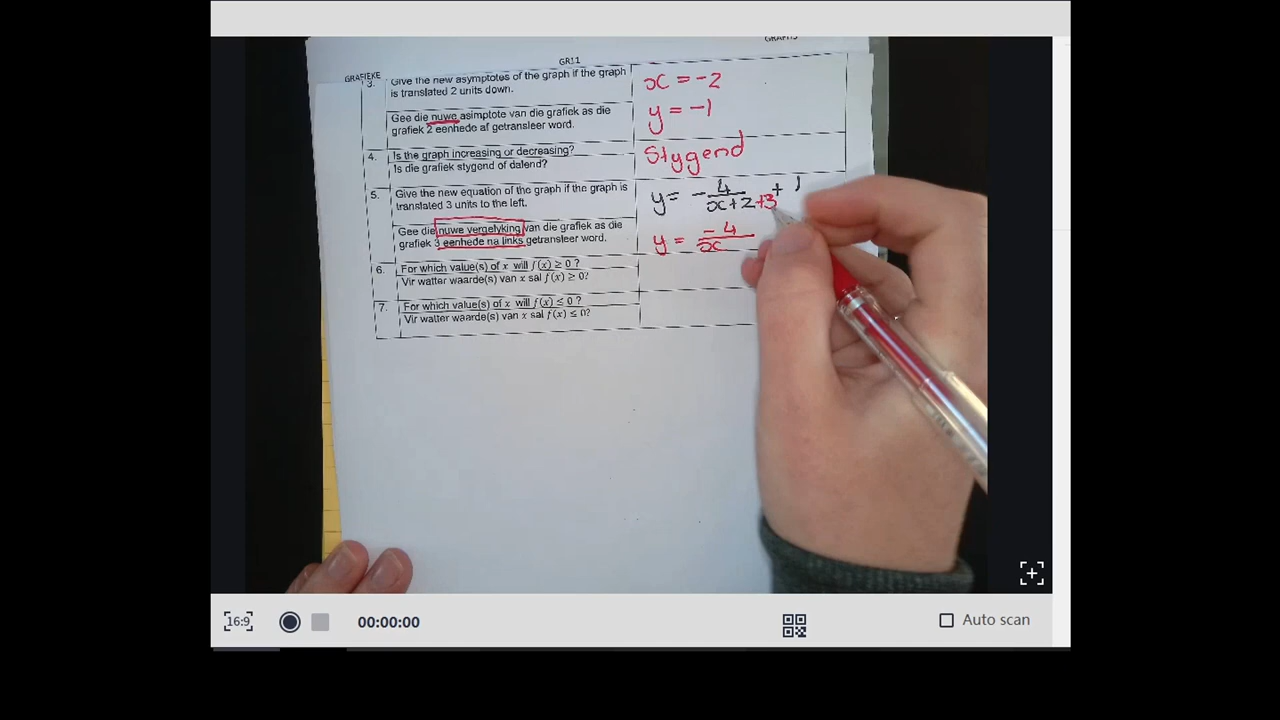 GR11
GRAFIEKE
3. Give the new asymptotes of the graph if the graph
is translated 2 units down.
Gee die nuwe asimptote van die grafiek as die
grafiek 2 eenhede af getransleer word.
x = -2
y = -1
4. Is the graph increasing or decreasing?
Is die grafiek stygend of dalend?
Stygend
5. Give the new equation of the graph if the graph is
translated 3 units to the left.
Gee die nuwe vergelyking van die grafiek as die
grafiek 3 eenhede na links getransleer word.
y = -4/(x+2+3) + 1
y = -4/x
6. For which value(s) of x will f(x) ≥ 0 ?
Vir watter waarde(s) van x sal f(x) ≥ 0?
7. For which value(s) of x will f(x) ≤ 0 ?
Vir watter waarde(s) van x sal f(x) ≤ 0?
16:9
00:00:00
Auto scan